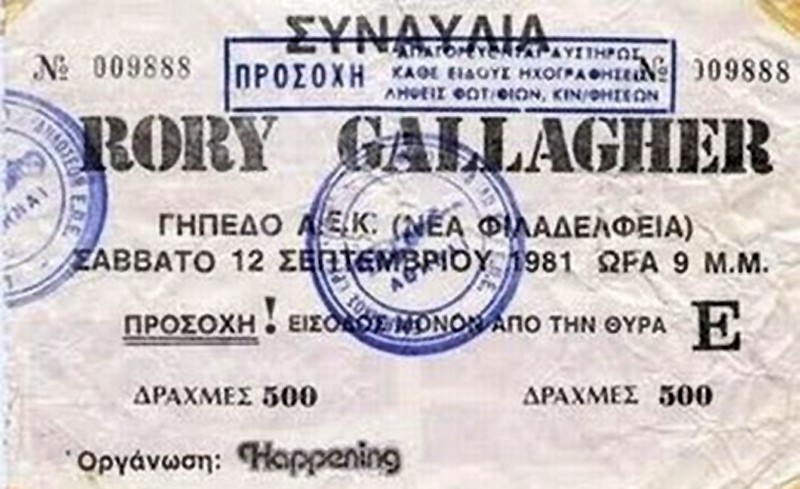 ΣΥΝΑΥΛΙΑ
№ 009888
ΠΡΟΣΟΧΗ
ΑΠΑΓΟΡΕΥΕΤΑΙ ΑΥΣΤΗΡΩΣ
ΚΑΘΕ ΕΙΔΟΥΣ ΗΧΟΓΡΑΦΗΣΕΙΣ
ΛΗΨΕΙΣ ΦΩΤ/ΦΙΩΝ, ΚΙΝ/ΦΗΣΕΩΝ
№ 009888
RORY GALLAGHER
ΓΗΠΕΔΟ Α.Ε.Κ. (ΝΕΑ ΦΙΛΑΔΕΛΦΕΙΑ)
ΣΑΒΒΑΤΟ 12 ΣΕΠΤΕΜΒΡΙΟΥ 1981 ΩΡΑ 9 Μ.Μ.
ΠΡΟΣΟΧΗ! ΕΙΣΟΔΟΣ ΜΟΝΟΝ ΑΠΟ ΤΗΝ ΘΥΡΑ Ε
ΔΡΑΧΜΕΣ 500 ΔΡΑΧΜΕΣ 500
Οργάνωση: Happening